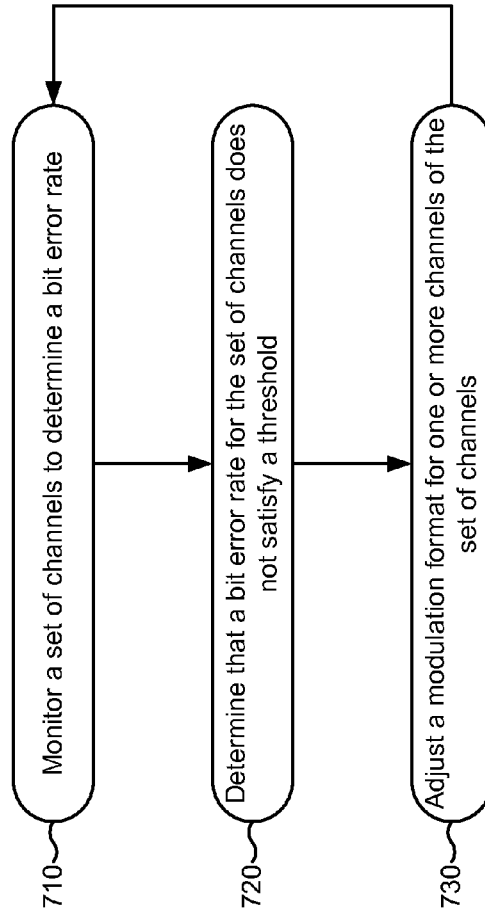 710
Monitor a set of channels to determine a bit error rate
720
Determine that a bit error rate for the set of channels does
not satisfy a threshold
730
Adjust a modulation format for one or more channels of the
set of channels